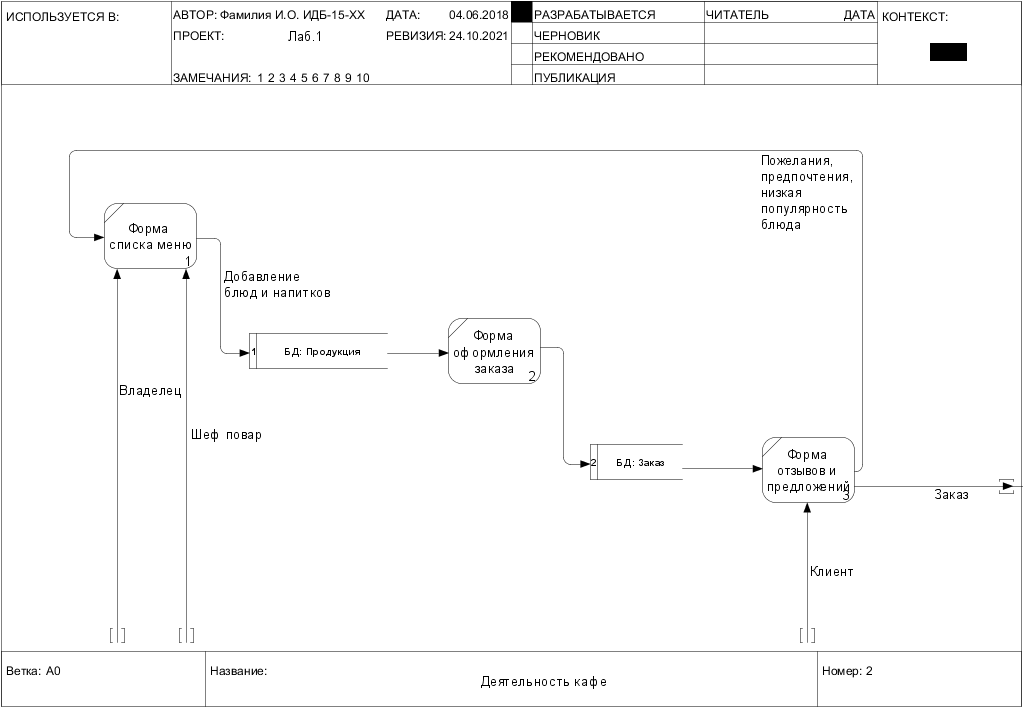 ИСПОЛЬЗУЕТСЯ В:
АВТОР: Фамилия И.О. ИДБ-15-ХХ
ДАТА: 04.06.2018
ПРОЕКТ: Лаб.1
РЕВИЗИЯ: 24.10.2021
ЗАМЕЧАНИЯ: 1 2 3 4 5 6 7 8 9 10
РАЗРАБАТЫВАЕТСЯ
ЧЕРНОВИК
РЕКОМЕНДОВАНО
ПУБЛИКАЦИЯ
ЧИТАТЕЛЬ ДАТА
КОНТЕКСТ:
Пожелания,
предпочтения,
низкая
популярность
блюда
Форма
списка меню
1
Добавление
блюд и напитков
1 БД: Продукция
Форма
оформления
заказа
2
Владелец
Шеф повар
2 БД: Заказ
Форма
отзывов и
предложений
3
Заказ
Клиент
Ветка: А0
Название:
Деятельность кафе
Номер: 2